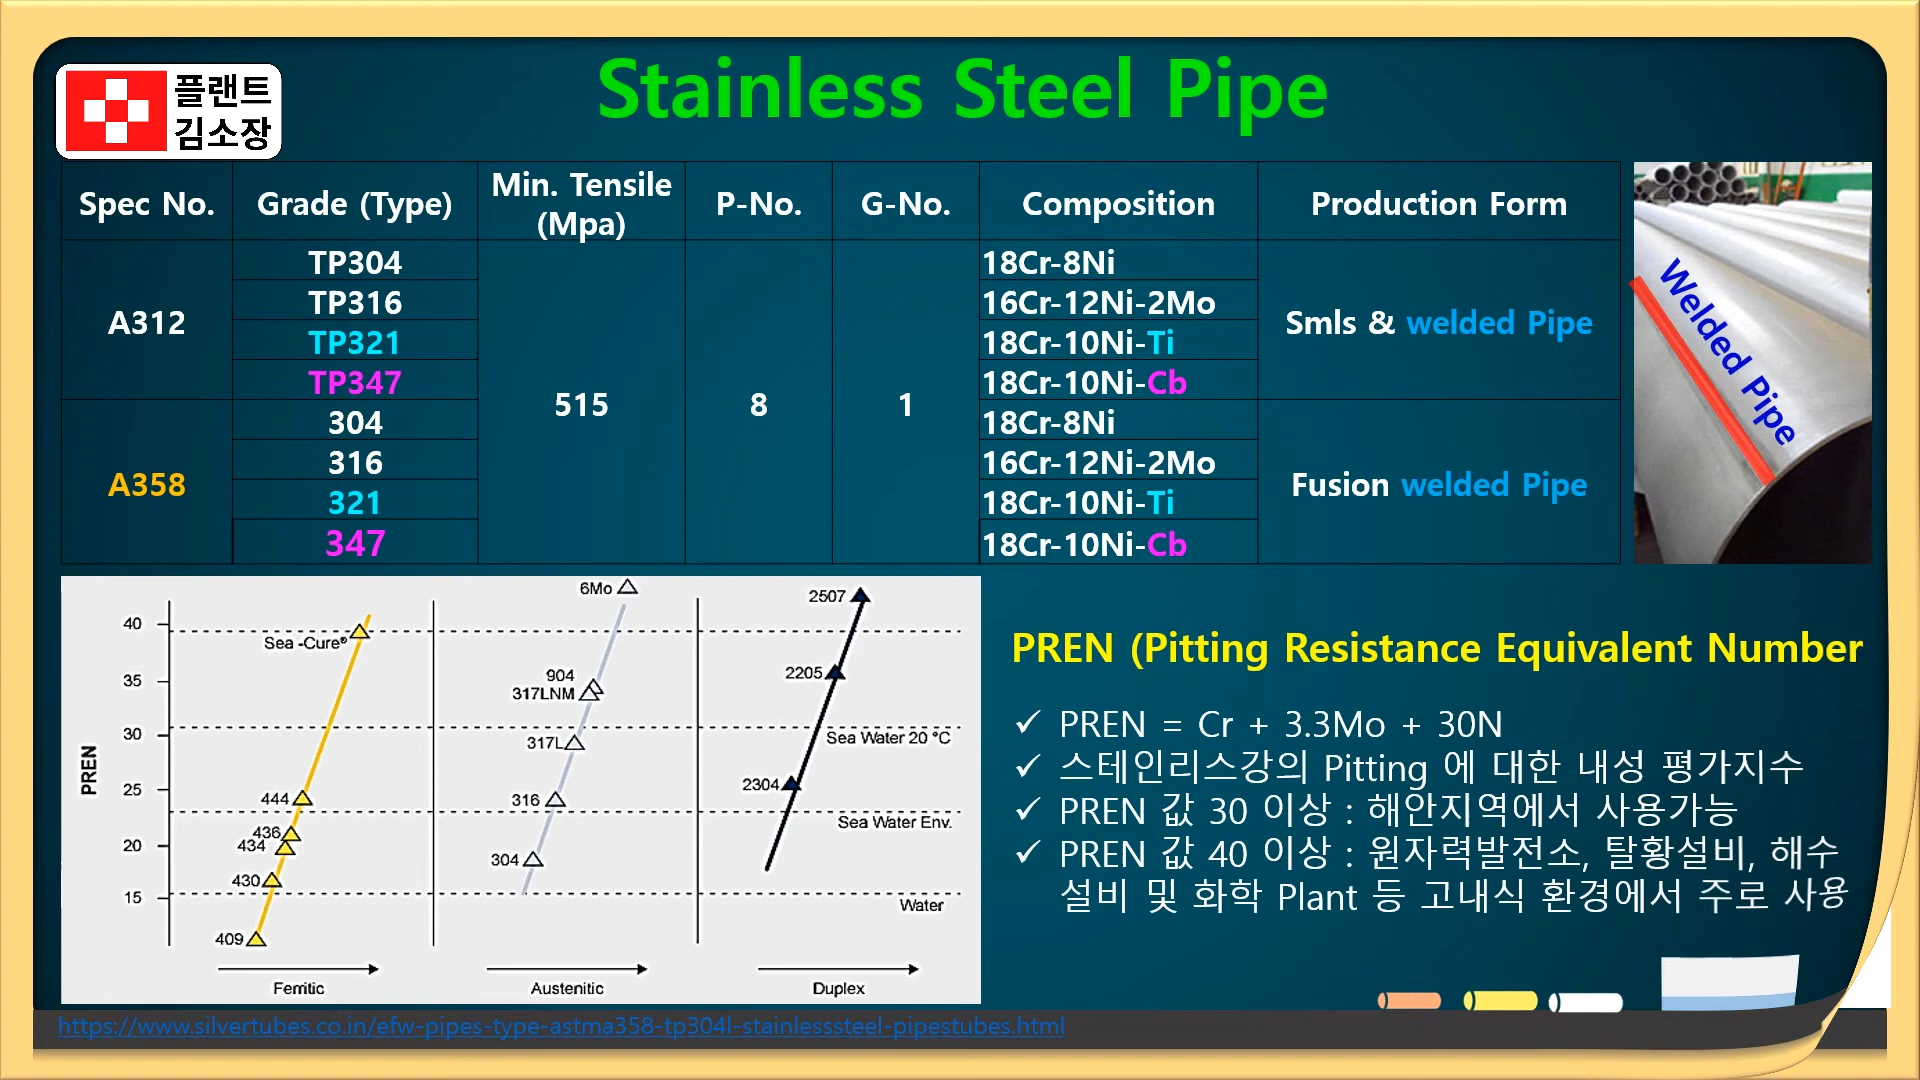 플랜트
김소장
Stainless Steel Pipe
Spec No. Grade (Type) Min. Tensile (Mpa) P-No. G-No. Composition Production Form
A312 TP304 515 8 1 18Cr-8Ni Smls & welded Pipe
TP316 16Cr-12Ni-2Mo
TP321 18Cr-10Ni-Ti
TP347 18Cr-10Ni-Cb
A358 304 18Cr-8Ni Fusion welded Pipe
316 16Cr-12Ni-2Mo
321 18Cr-10Ni-Ti
347 18Cr-10Ni-Cb
Welded Pipe
PREN
40
35
30
25
20
15
Sea -Cure®
444
436
434
430
409
Ferritic
6Mo
904
317LNM
317L
316
304
Austenitic
2507
2205
Sea Water 20 °C
2304
Sea Water Env.
Water
Duplex
PREN (Pitting Resistance Equivalent Number
✓ PREN = Cr + 3.3Mo + 30N
✓ 스테인리스강의 Pitting 에 대한 내성 평가지수
✓ PREN 값 30 이상 : 해안지역에서 사용가능
✓ PREN 값 40 이상 : 원자력발전소, 탈황설비, 해수
설비 및 화학 Plant 등 고내식 환경에서 주로 사용
https://www.silvertubes.co.in/efw-pipes-type-astma358-tp304l-stainlesssteel-pipestubes.html